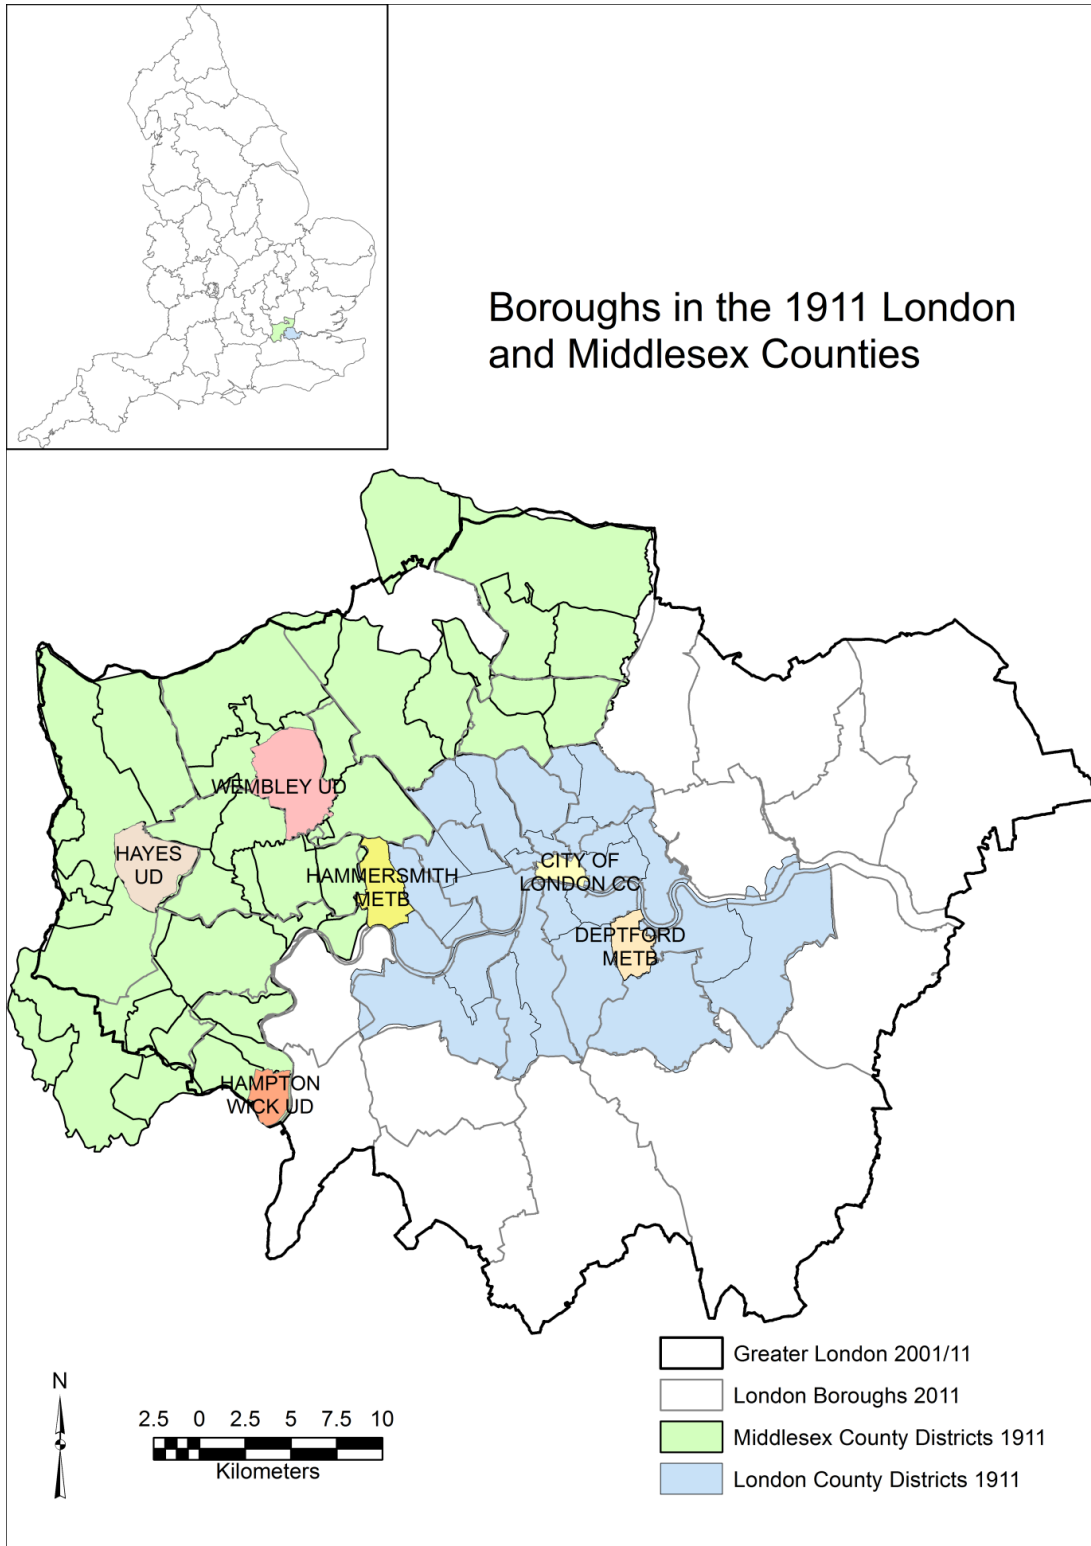 Boroughs in the 1911 London
and Middlesex Counties
WEMBLEY UD
HAYES
UD
HAMMERSMITH
METB
CITY OF
LONDON CC
DEPTFORD
METB
HAMPTON
WICK UD
Greater London 2001/11
London Boroughs 2011
Middlesex County Districts 1911
London County Districts 1911
N
2.5 0 2.5 5 7.5 10
Kilometers